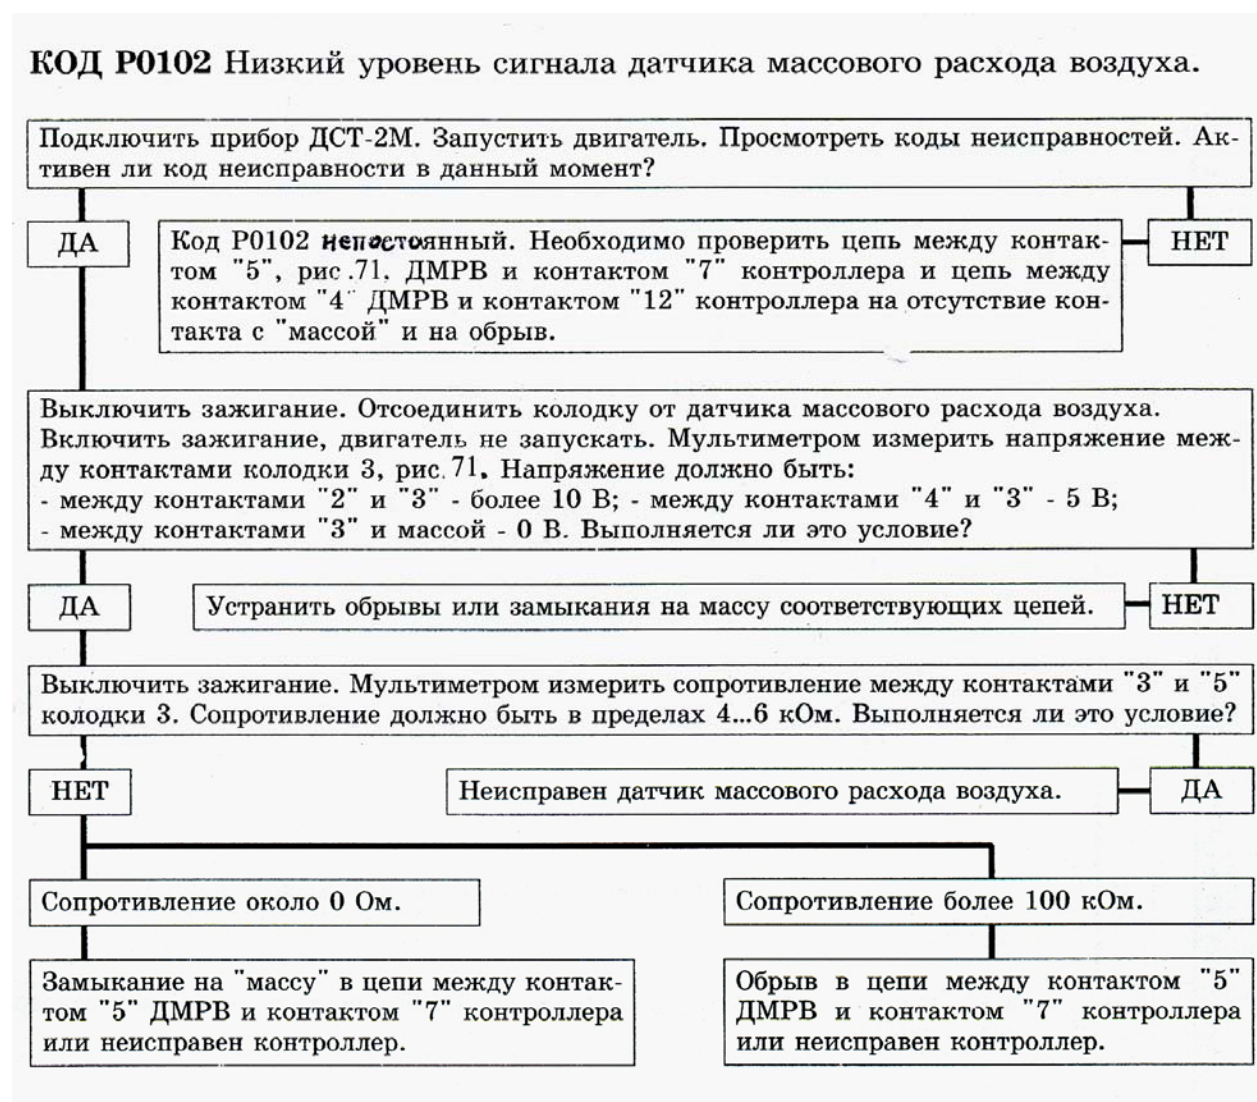 КОД Р0102 Низкий уровень сигнала датчика массового расхода воздуха.
Подключить прибор ДСТ-2М. Запустить двигатель. Просмотреть коды неисправностей. Ак-
тивен ли код неисправности в данный момент?
ДА
Код Р0102 непостоянный. Необходимо проверить цепь между контак-
том "5", рис.71. ДМРВ и контактом "7" контроллера и цепь между
контактом "4" ДМРВ и контактом "12" контроллера на отсутствие кон-
такта с "массой" и на обрыв.
НЕТ
Выключить зажигание. Отсоединить колодку от датчика массового расхода воздуха.
Включить зажигание, двигатель не запускать. Мультиметром измерить напряжение меж-
ду контактами колодки 3, рис.71. Напряжение должно быть:
- между контактами "2" и "3" - более 10 В; - между контактами "4" и "3" - 5 В;
- между контактами "3" и массой - 0 В. Выполняется ли это условие?
ДА
Устранить обрывы или замыкания на массу соответствующих цепей.
НЕТ
Выключить зажигание. Мультиметром измерить сопротивление между контактами "3" и "5"
колодки 3. Сопротивление должно быть в пределах 4...6 кОм. Выполняется ли это условие?
НЕТ
Неисправен датчик массового расхода воздуха.
ДА
Сопротивление около 0 Ом.
Сопротивление более 100 кОм.
Замыкание на "массу" в цепи между контак-
том "5" ДМРВ и контактом "7" контроллера
или неисправен контроллер.
Обрыв в цепи между контактом "5"
ДМРВ и контактом "7" контроллера
или неисправен контроллер.